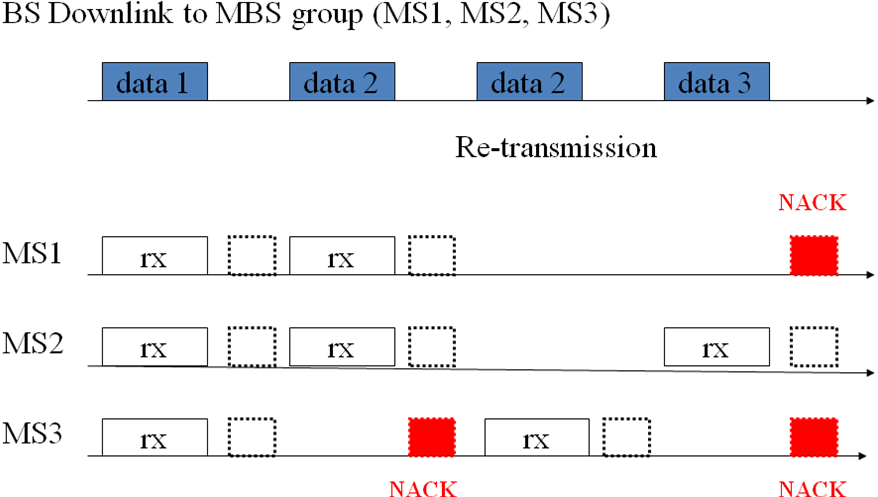 BS Downlink to MBS group (MS1, MS2, MS3)
data 1 data 2 data 2 data 3
Re-transmission
NACK
MS1 rx rx
MS2 rx rx rx
MS3 rx rx
NACK NACK